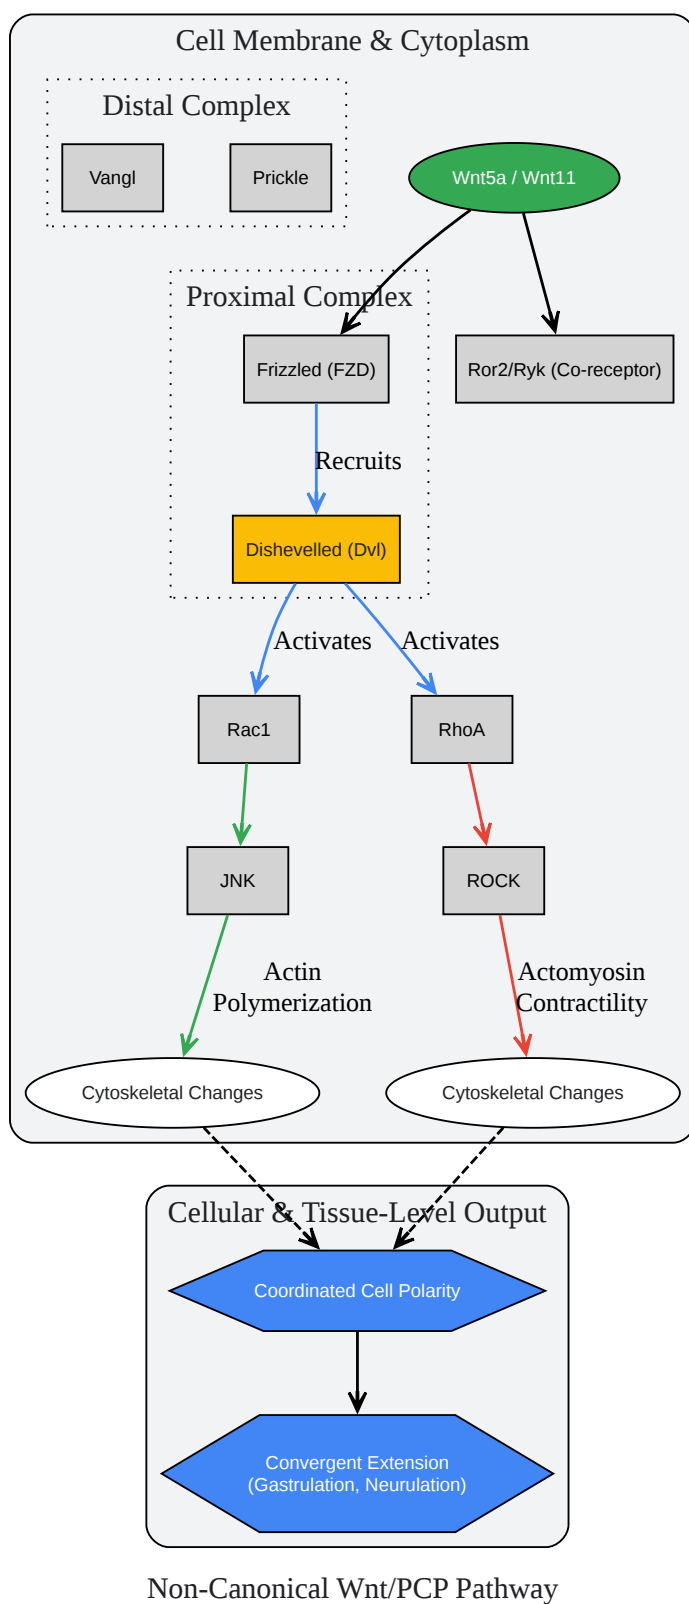 Cell Membrane & Cytoplasm
Distal Complex
Vangl
Prickle
Wnt5a / Wnt11
Proximal Complex
Frizzled (FZD)
Ror2/Ryk (Co-receptor)
Recruits
Dishevelled (Dvl)
Activates
Activates
Rac1
RhoA
JNK
ROCK
Actin
Polymerization
Actomyosin
Contractility
Cytoskeletal Changes
Cytoskeletal Changes
Cellular & Tissue-Level Output
Coordinated Cell Polarity
Convergent Extension
(Gastrulation, Neurulation)
Non-Canonical Wnt/PCP Pathway